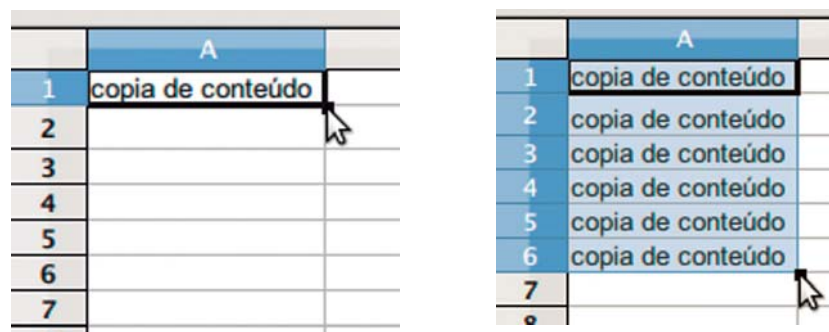 A
1 copia de conteúdo
2
3
4
5
6
7
A
1 copia de conteúdo
2 copia de conteúdo
3 copia de conteúdo
4 copia de conteúdo
5 copia de conteúdo
6 copia de conteúdo
7
8